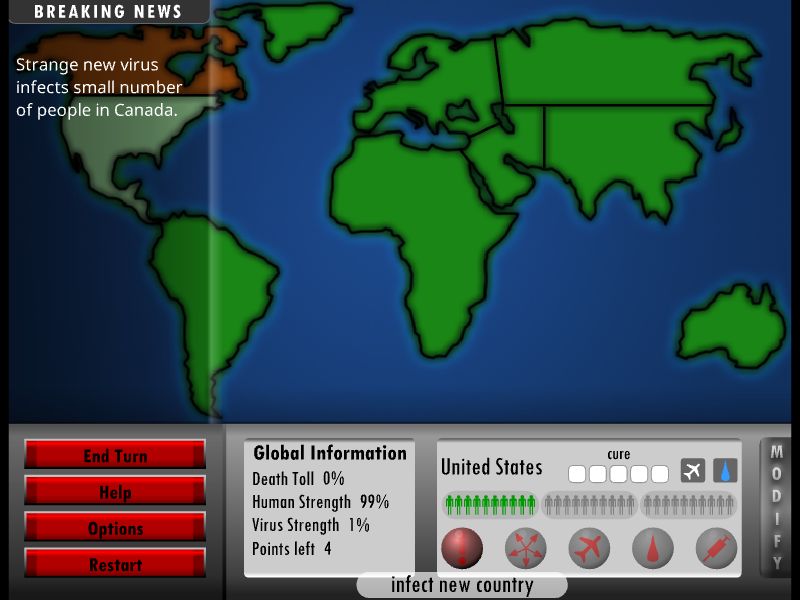 BREAKING NEWS
Strange new virus
infects small number
of people in Canada.
End Turn
Help
Options
Restart
Global Information
Death Toll 0%
Human Strength 99%
Virus Strength 1%
Points left 4
United States
cure
infect new country
MODIFY